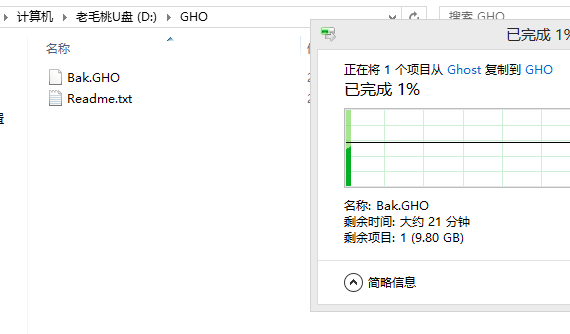 计算机 老毛桃U盘 (D:) GHO
搜索 GHO
名称
Bak.GHO
Readme.txt
已完成 1%
正在将 1 个项目从 Ghost 复制到 GHO
已完成 1%
名称: Bak.GHO
剩余时间: 大约 21 分钟
剩余项目: 1 (9.80 GB)
简略信息